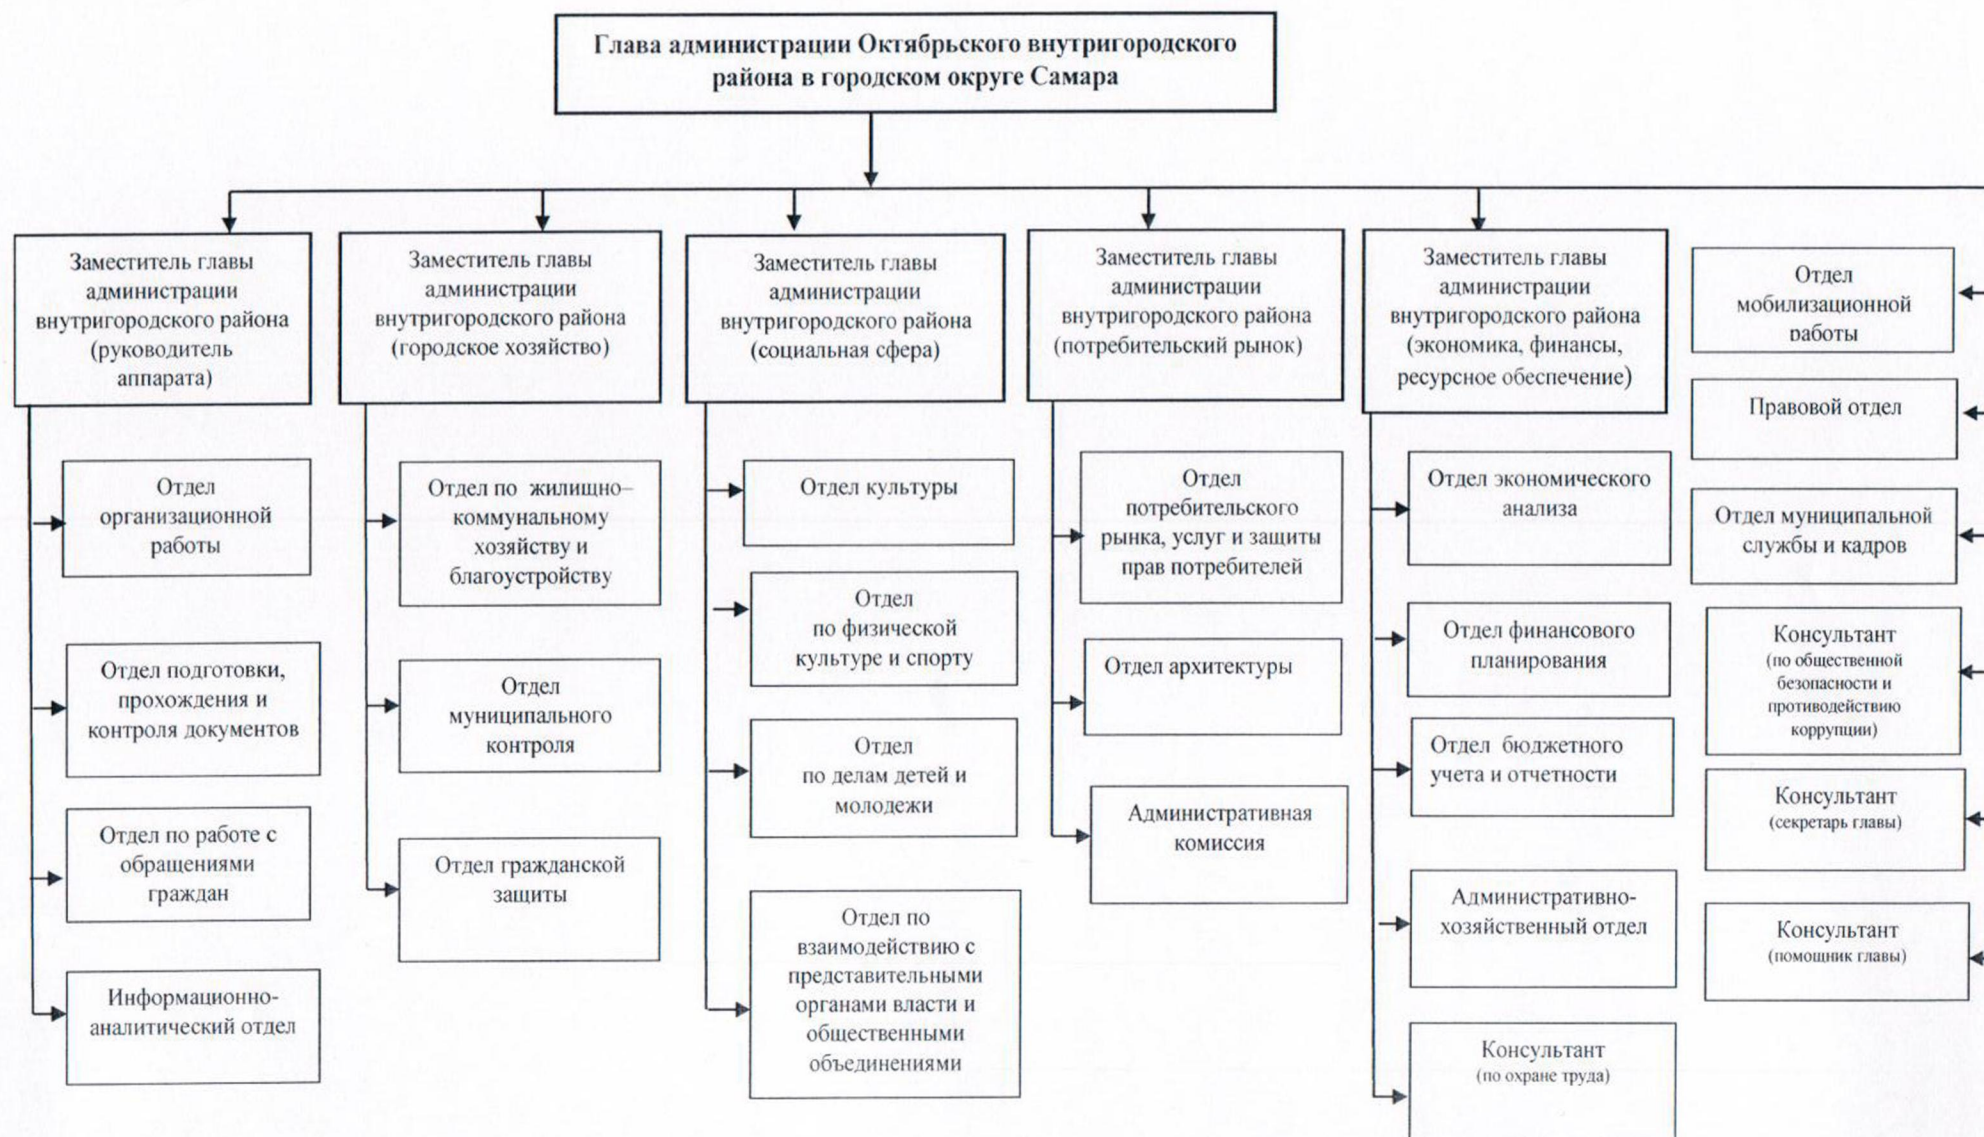 Глава администрации Октябрьского внутригородского
района в городском округе Самара
Заместитель главы
администрации
внутригородского района
(руководитель
аппарата)
Отдел
организационной
работы
Отдел подготовки,
прохождения и
контроля документов
Отдел по работе с
обращениями
граждан
Информационно-
аналитический отдел
Заместитель главы
администрации
внутригородского района
(городское хозяйство)
Отдел по жилищно–
коммунальному
хозяйству и
благоустройству
Отдел
муниципального
контроля
Отдел гражданской
защиты
Заместитель главы
администрации
внутригородского района
(социальная сфера)
Отдел культуры
Отдел
по физической
культуре и спорту
Отдел
по делам детей и
молодежи
Отдел по
взаимодействию с
представительными
органами власти и
общественными
объединениями
Заместитель главы
администрации
внутригородского района
(потребительский рынок)
Отдел
потребительского
рынка, услуг и защиты
прав потребителей
Отдел архитектуры
Административная
комиссия
Заместитель главы
администрации
внутригородского района
(экономика, финансы,
ресурсное обеспечение)
Отдел экономического
анализа
Отдел финансового
планирования
Отдел бюджетного
учета и отчетности
Административно-
хозяйственный отдел
Консультант
(по охране труда)
Отдел
мобилизационной
работы
Правовой отдел
Отдел муниципальной
службы и кадров
Консультант
(по общественной
безопасности и
противодействию
коррупции)
Консультант
(секретарь главы)
Консультант
(помощник главы)